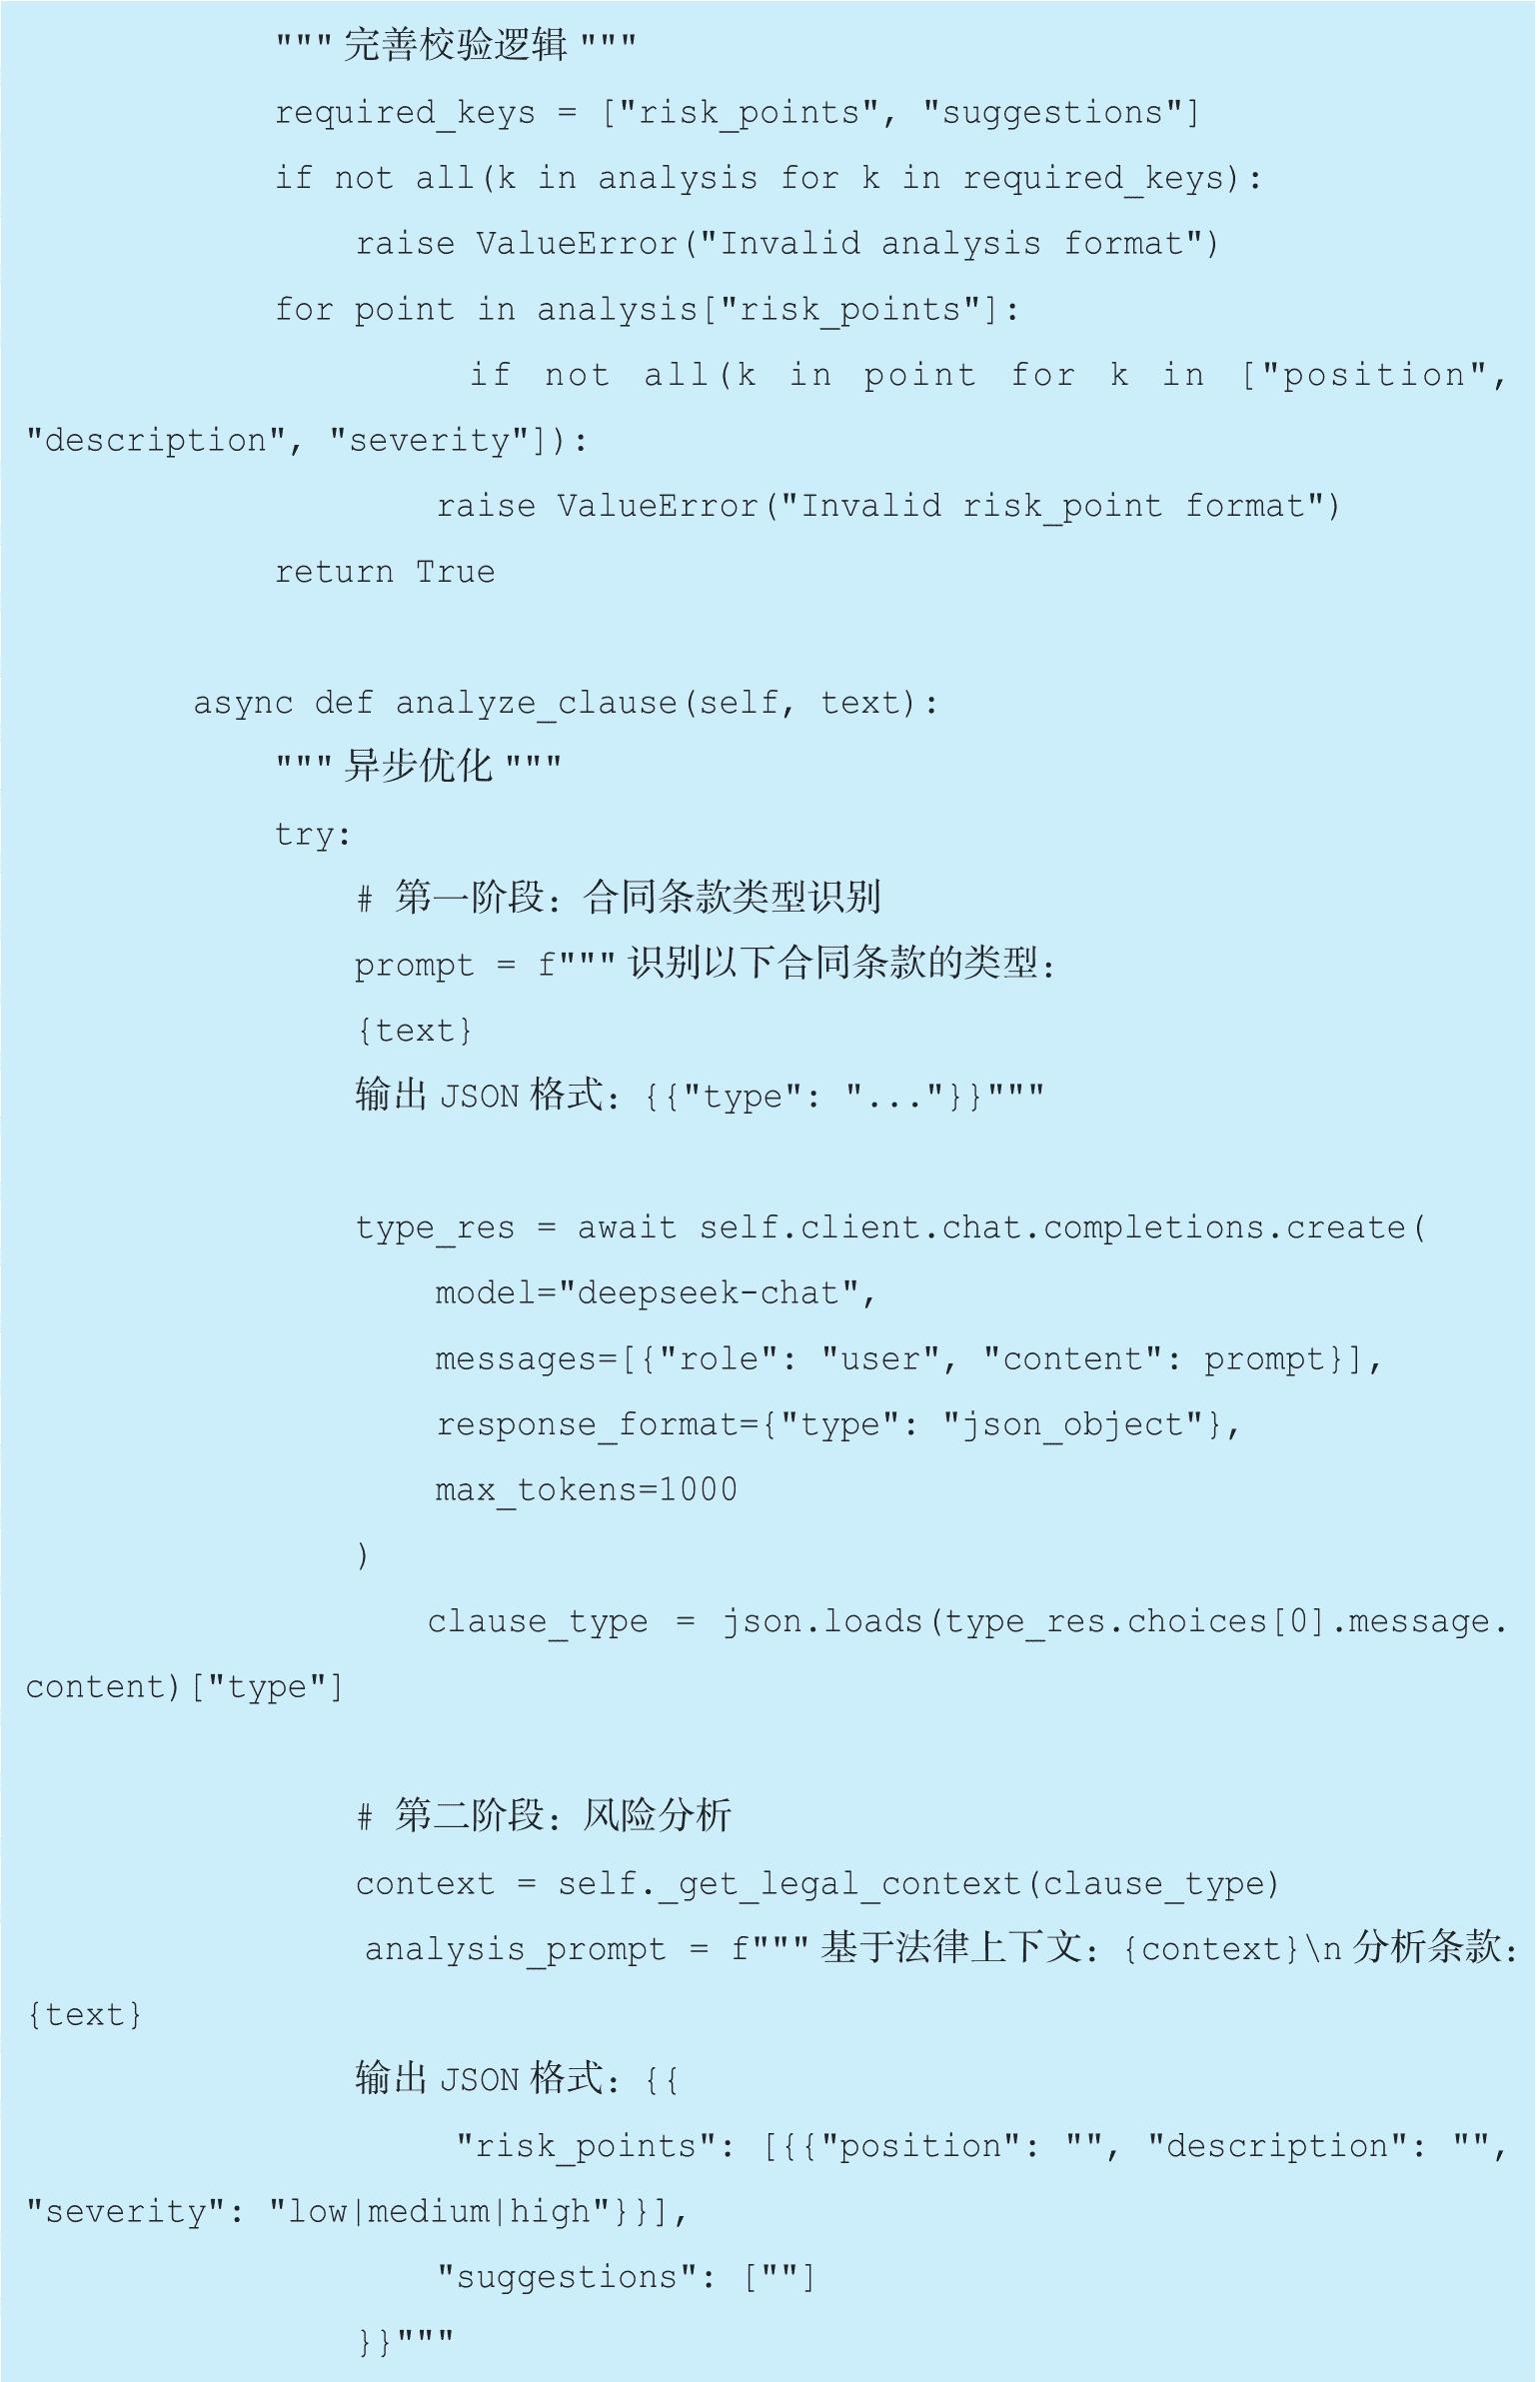 """ 完善校验逻辑 """
required_keys = ["risk_points", "suggestions"]
if not all(k in analysis for k in required_keys):
raise ValueError("Invalid analysis format")
for point in analysis["risk_points"]:
if not all(k in point for k in ["position",
"description", "severity"]):
raise ValueError("Invalid risk_point format")
return True
async def analyze_clause(self, text):
""" 异步优化 """
try:
# 第一阶段：合同条款类型识别
prompt = f""" 识别以下合同条款的类型：
{text}
输出 JSON 格式：{{"type": "..."}}"""
type_res = await self.client.chat.completions.create(
model="deepseek-chat",
messages=[{"role": "user", "content": prompt}],
response_format={"type": "json_object"},
max_tokens=1000
)
clause_type = json.loads(type_res.choices[0].message.
content)["type"]
# 第二阶段：风险分析
context = self._get_legal_context(clause_type)
analysis_prompt = f""" 基于法律上下文：{context}\n 分析条款：
{text}
输出 JSON 格式：{{
"risk_points": [{{"position": "", "description": "",
"severity": "low|medium|high"}}],
"suggestions": [""]
}}"""